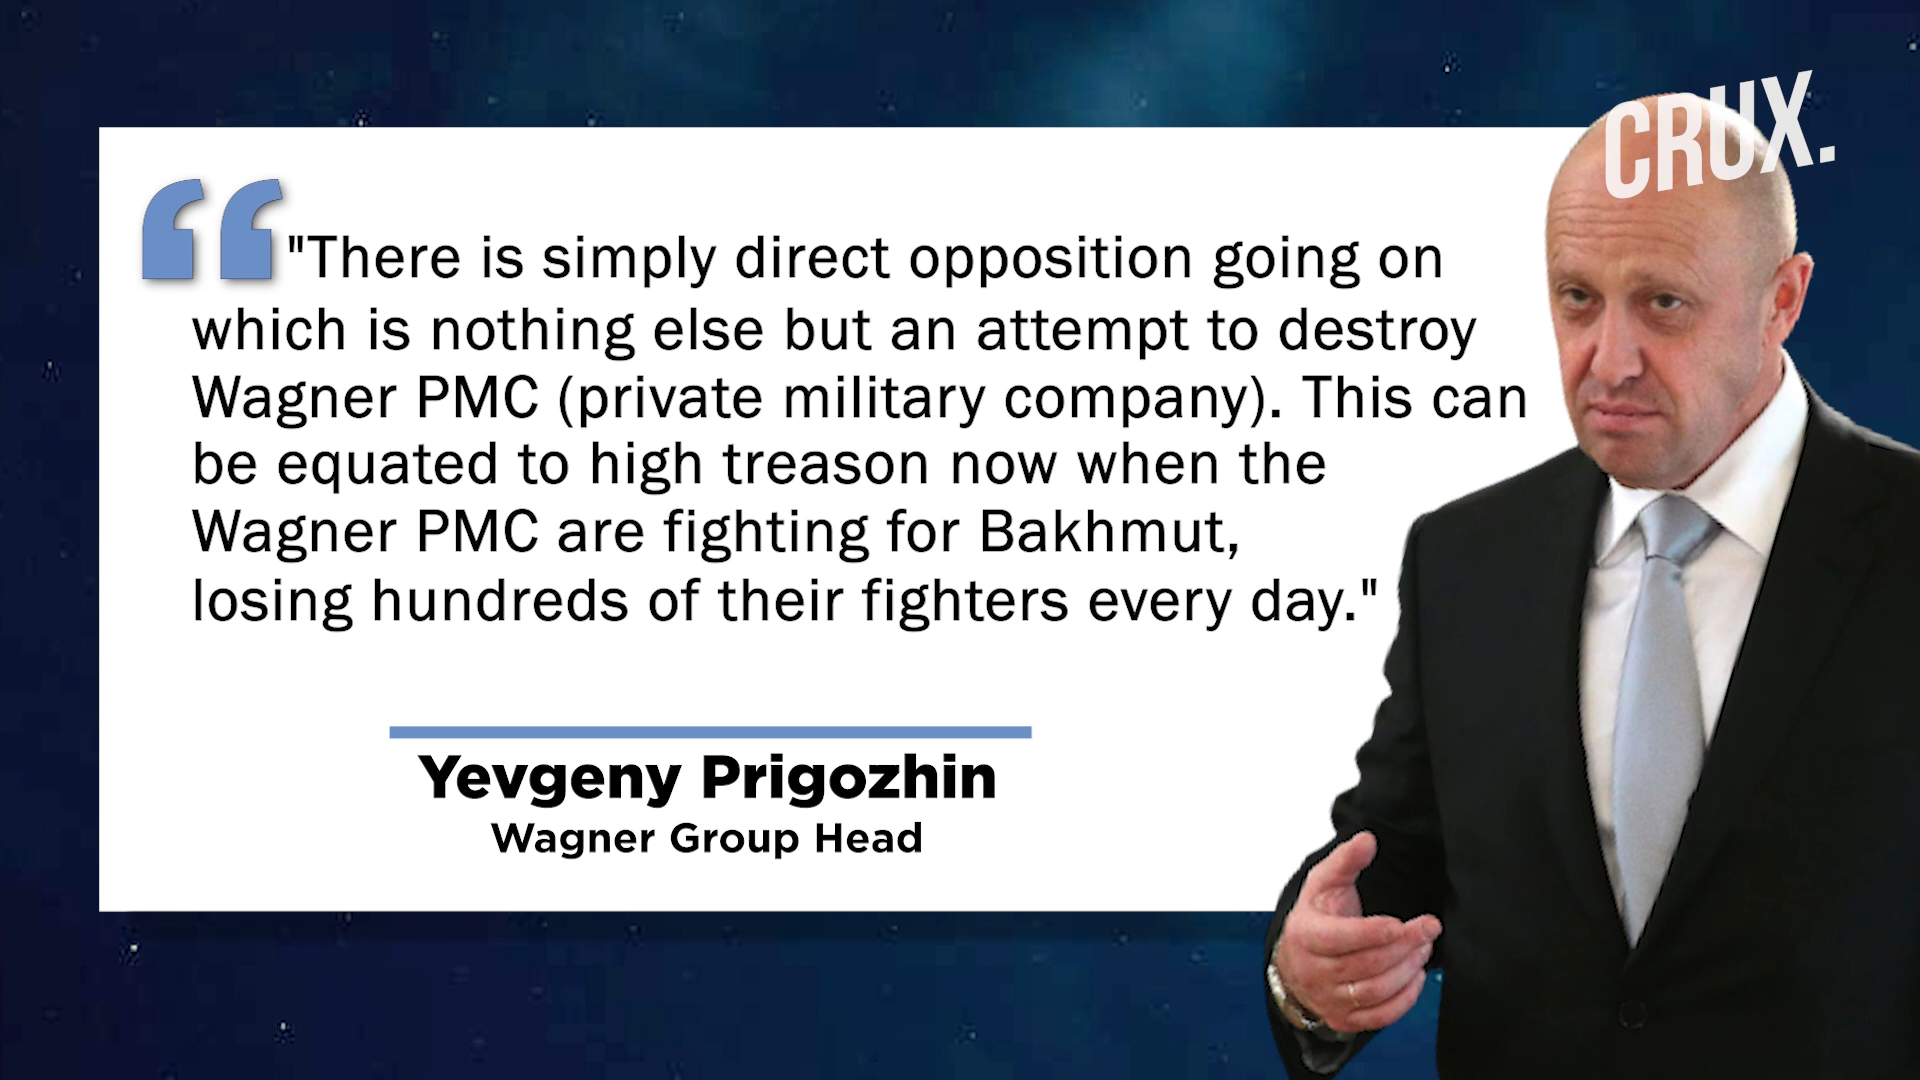 CRUX.
"There is simply direct opposition going on
which is nothing else but an attempt to destroy
Wagner PMC (private military company). This can
be equated to high treason now when the
Wagner PMC are fighting for Bakhmut,
losing hundreds of their fighters every day."
Yevgeny Prigozhin
Wagner Group Head